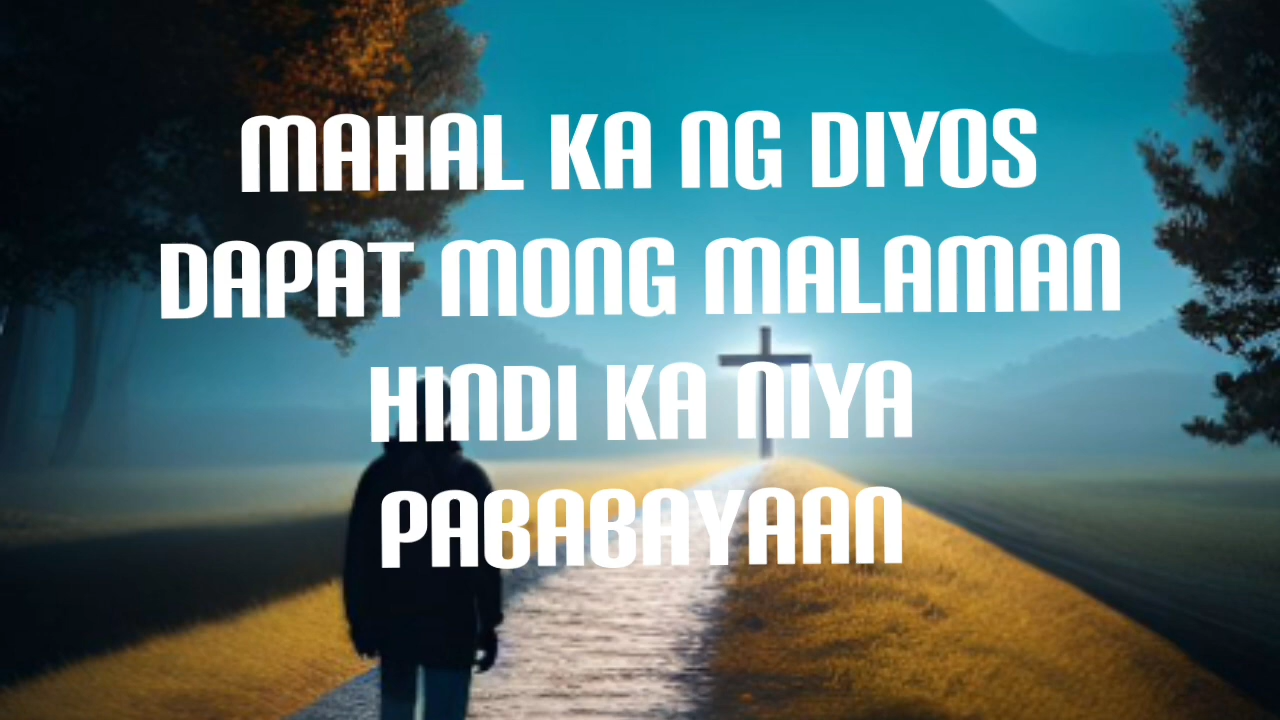 MAHAL KA NG DIYOS
DAPAT MONG MALAMAN
HINDI KA NIYA
PABABAYAAN